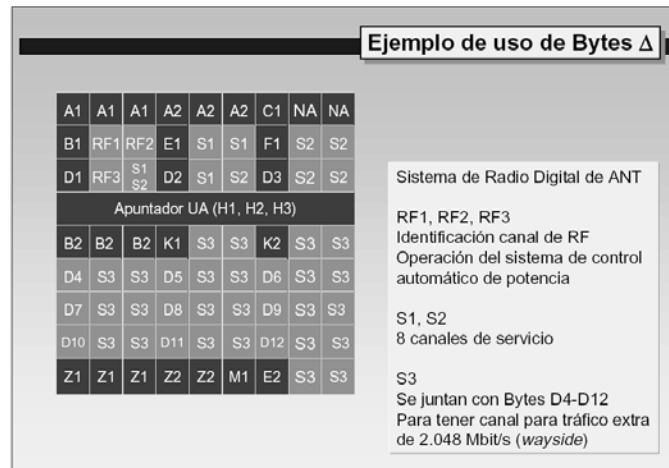 Ejemplo de uso de Bytes Δ
A1 A1 A1 A2 A2 A2 C1 NA NA
B1 RF1 RF2 E1 S1 S1 F1 S2 S2
D1 RF3 S1 S2 D2 S1 S2 D3 S2 S2
Apuntador UA (H1, H2, H3)
B2 B2 B2 K1 S3 S3 K2 S3 S3
D4 S3 S3 D5 S3 S3 D6 S3 S3
D7 S3 S3 D8 S3 S3 D9 S3 S3
D10 S3 S3 D11 S3 S3 D12 S3 S3
Z1 Z1 Z1 Z2 Z2 M1 E2 S3 S3
Sistema de Radio Digital de ANT
RF1, RF2, RF3
Identificación canal de RF
Operación del sistema de control
automático de potencia
S1, S2
8 canales de servicio
S3
Se juntan con Bytes D4-D12
Para tener canal para tráfico extra
de 2.048 Mbit/s (wayside)